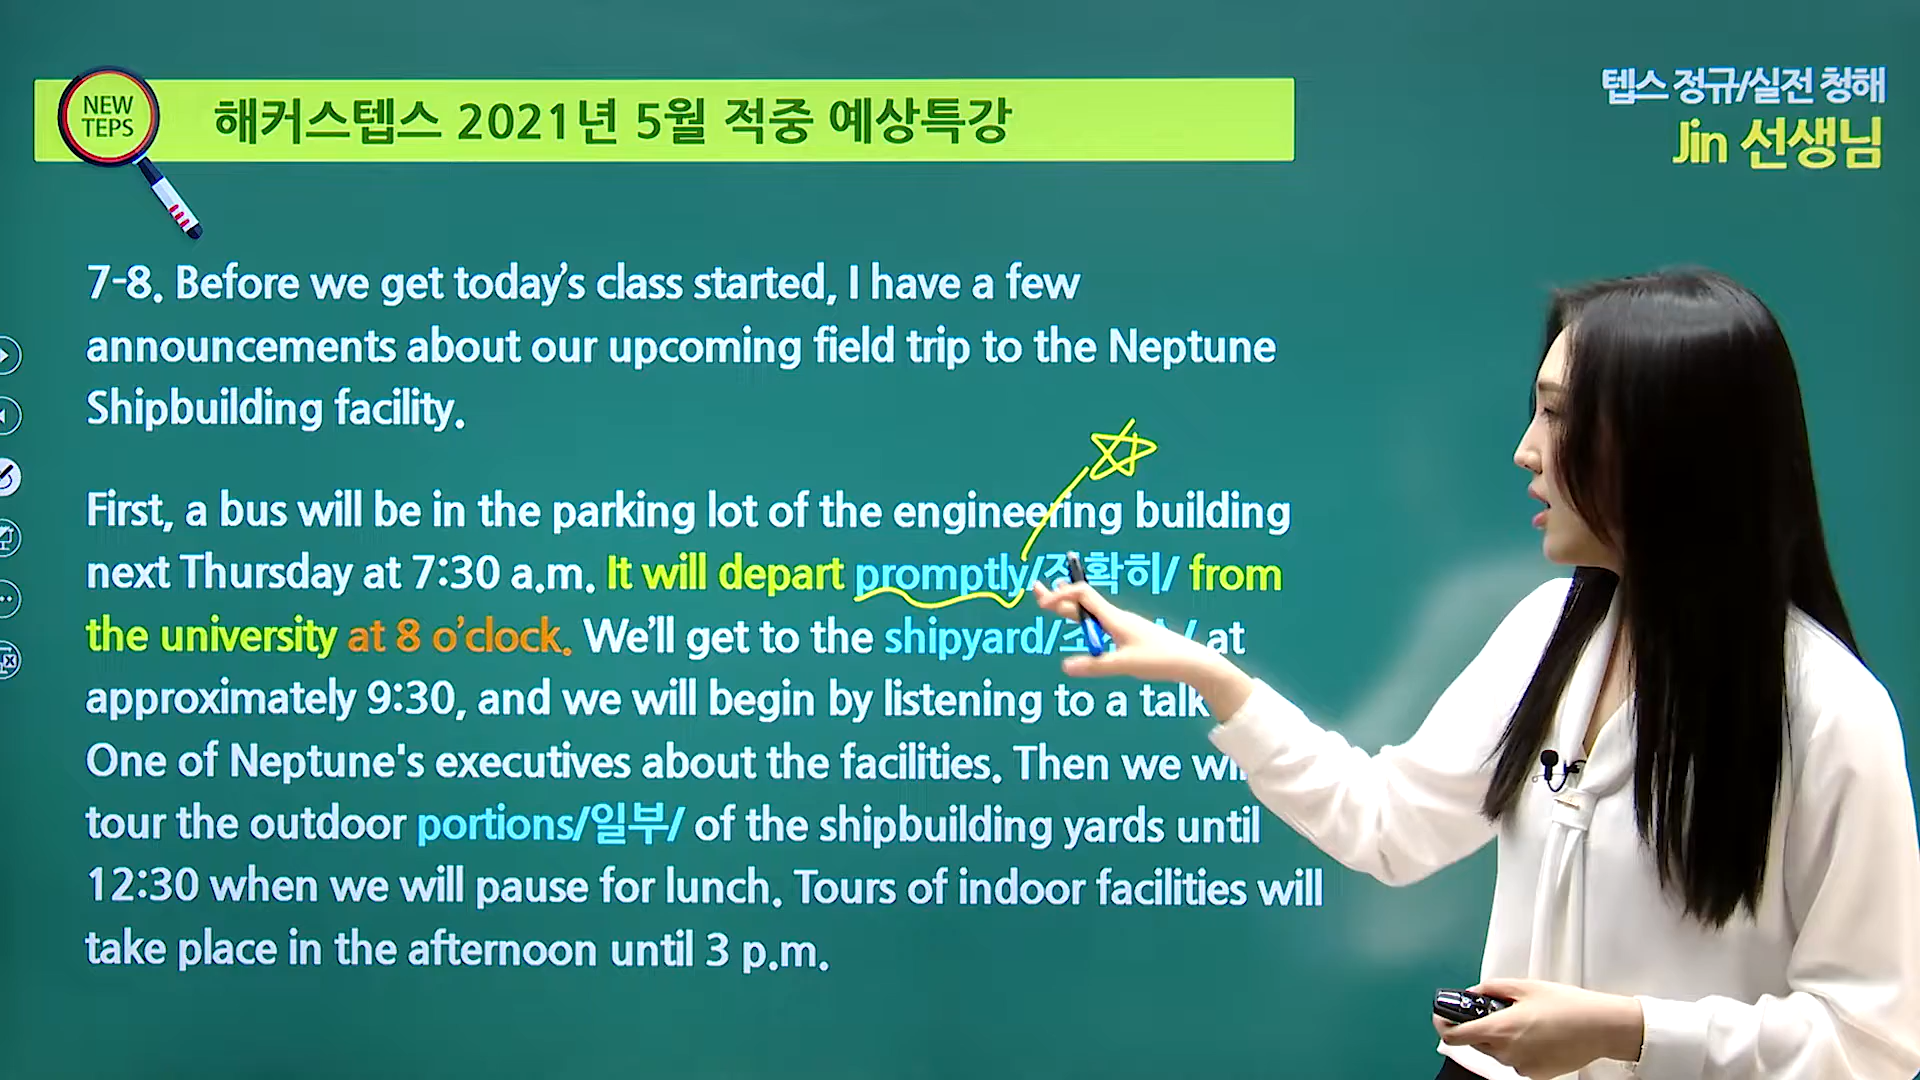 NEW
TEPS
해커스텝스 2021년 5월 적중 예상특강
텝스 정규/실전 청해
Jin 선생님
7-8. Before we get today's class started, I have a few
announcements about our upcoming field trip to the Neptune
Shipbuilding facility.
First, a bus will be in the parking lot of the engineering building
next Thursday at 7:30 a.m. It will depart promptly/정확히/ from
the university at 8 o'clock. We'll get to the shipyard/ / at
approximately 9:30, and we will begin by listening to a talk
One of Neptune's executives about the facilities. Then we
tour the outdoor portions/일부/ of the shipbuilding yards until
12:30 when we will pause for lunch. Tours of indoor facilities will
take place in the afternoon until 3 p.m.